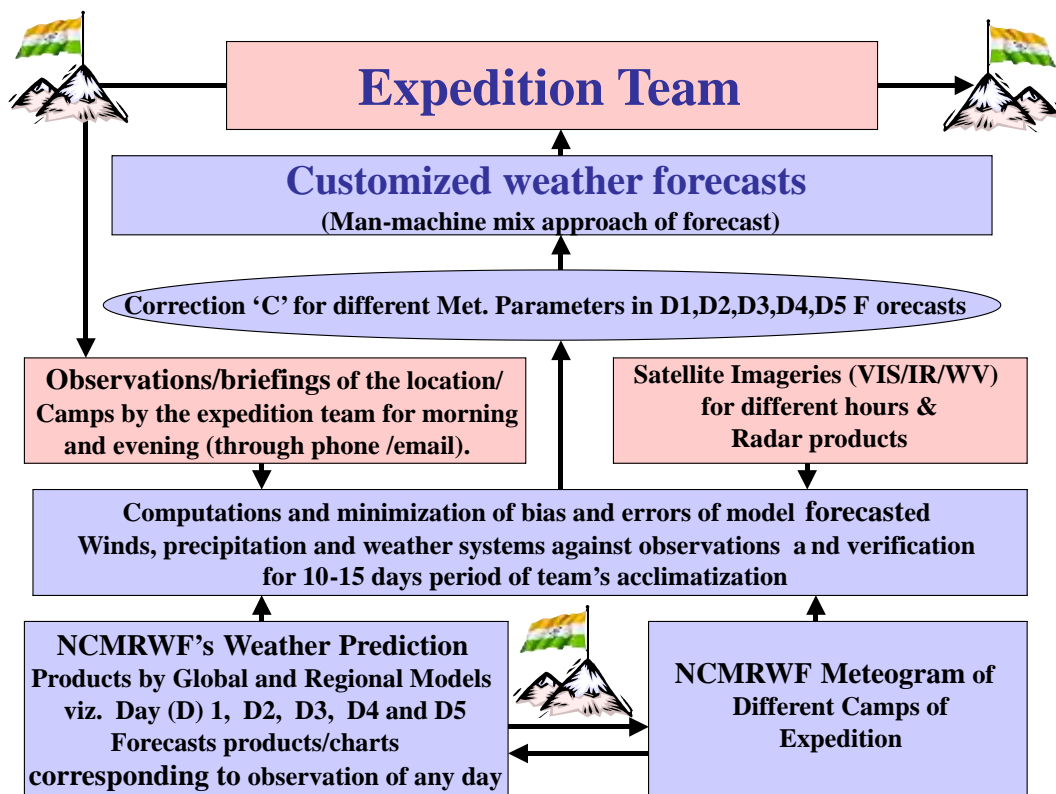 Expedition Team
Customized weather forecasts
(Man-machine mix approach of forecast)
Correction ‘C’ for different Met. Parameters in D1,D2,D3,D4,D5 F orecasts
Observations/briefings of the location/
Camps by the expedition team for morning
and evening (through phone /email).
Satellite Imageries (VIS/IR/WV)
for different hours &
Radar products
Computations and minimization of bias and errors of model forecasted
Winds, precipitation and weather systems against observations a nd verification
for 10-15 days period of team’s acclimatization
NCMRWF’s Weather Prediction
Products by Global and Regional Models
viz. Day (D) 1, D2, D3, D4 and D5
Forecasts products/charts
corresponding to observation of any day
NCMRWF Meteogram of
Different Camps of
Expedition